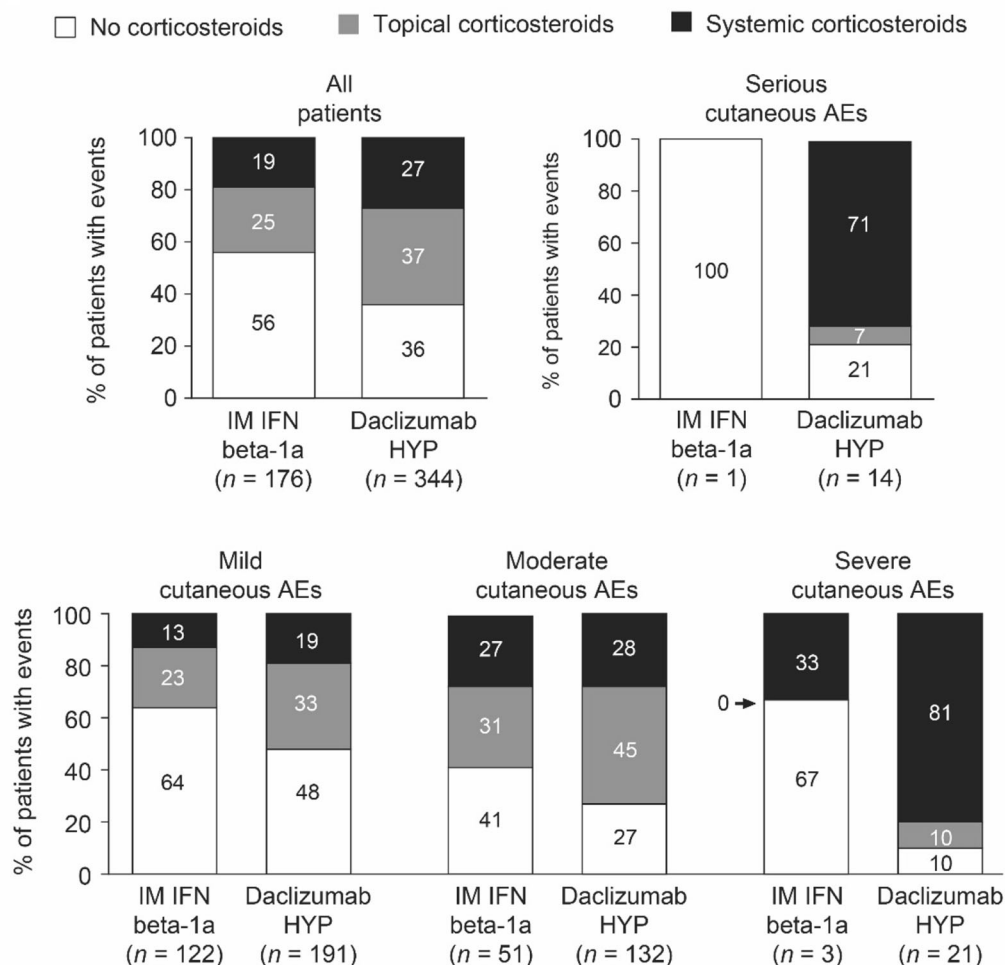 No corticosteroids Topical corticosteroids Systemic corticosteroids
All
patients
% of patients with events
100
80
60
40
20
0
19
25
56
27
37
36
IM IFN
beta-1a
(n = 176)
Daclizumab
HYP
(n = 344)
Serious
cutaneous AEs
% of patients with events
100
80
60
40
20
0
100
71
7
21
IM IFN
beta-1a
(n = 1)
Daclizumab
HYP
(n = 14)
Mild
cutaneous AEs
% of patients with events
100
80
60
40
20
0
13
23
64
19
33
48
IM IFN
beta-1a
(n = 122)
Daclizumab
HYP
(n = 191)
Moderate
cutaneous AEs
27
31
41
28
45
27
IM IFN
beta-1a
(n = 51)
Daclizumab
HYP
(n = 132)
Severe
cutaneous AEs
33
0
67
81
10
10
IM IFN
beta-1a
(n = 3)
Daclizumab
HYP
(n = 21)